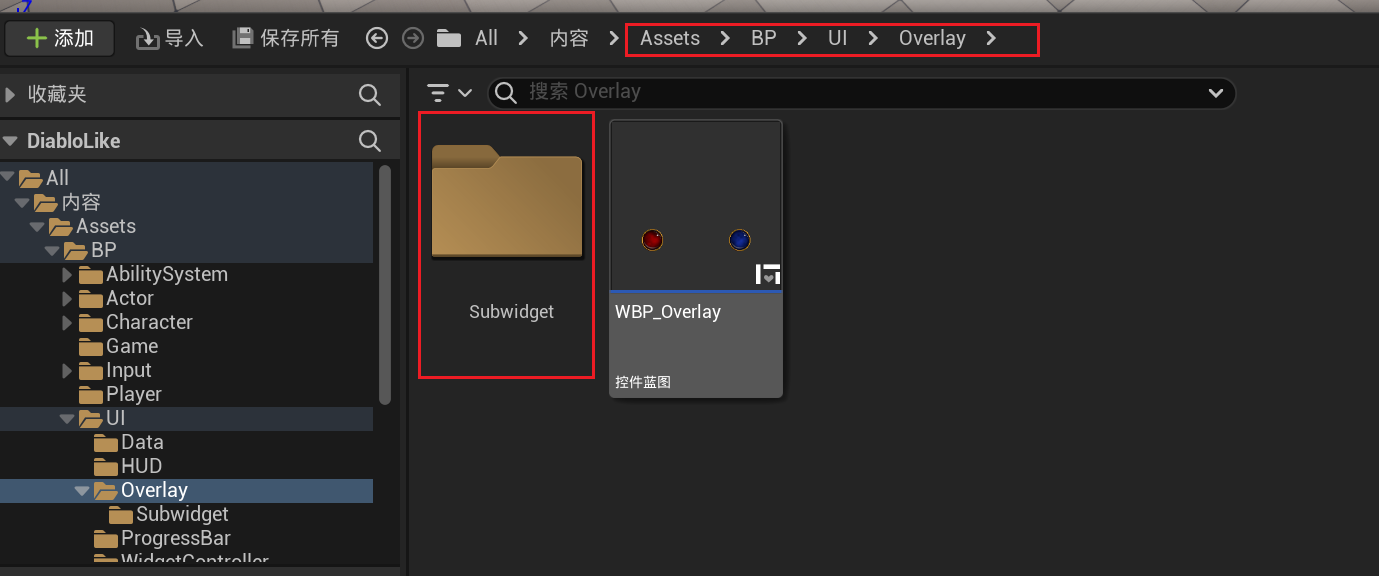 添加 导入 保存所有 All 内容 Assets BP UI Overlay
收藏夹
搜索 Overlay
DiabloLike
All
内容
Assets
BP
AbilitySystem
Actor
Character
Game
Input
Player
UI
Data
HUD
Overlay
Subwidget
ProgressBar
WidgetController
Subwidget
WBP_Overlay
控件蓝图